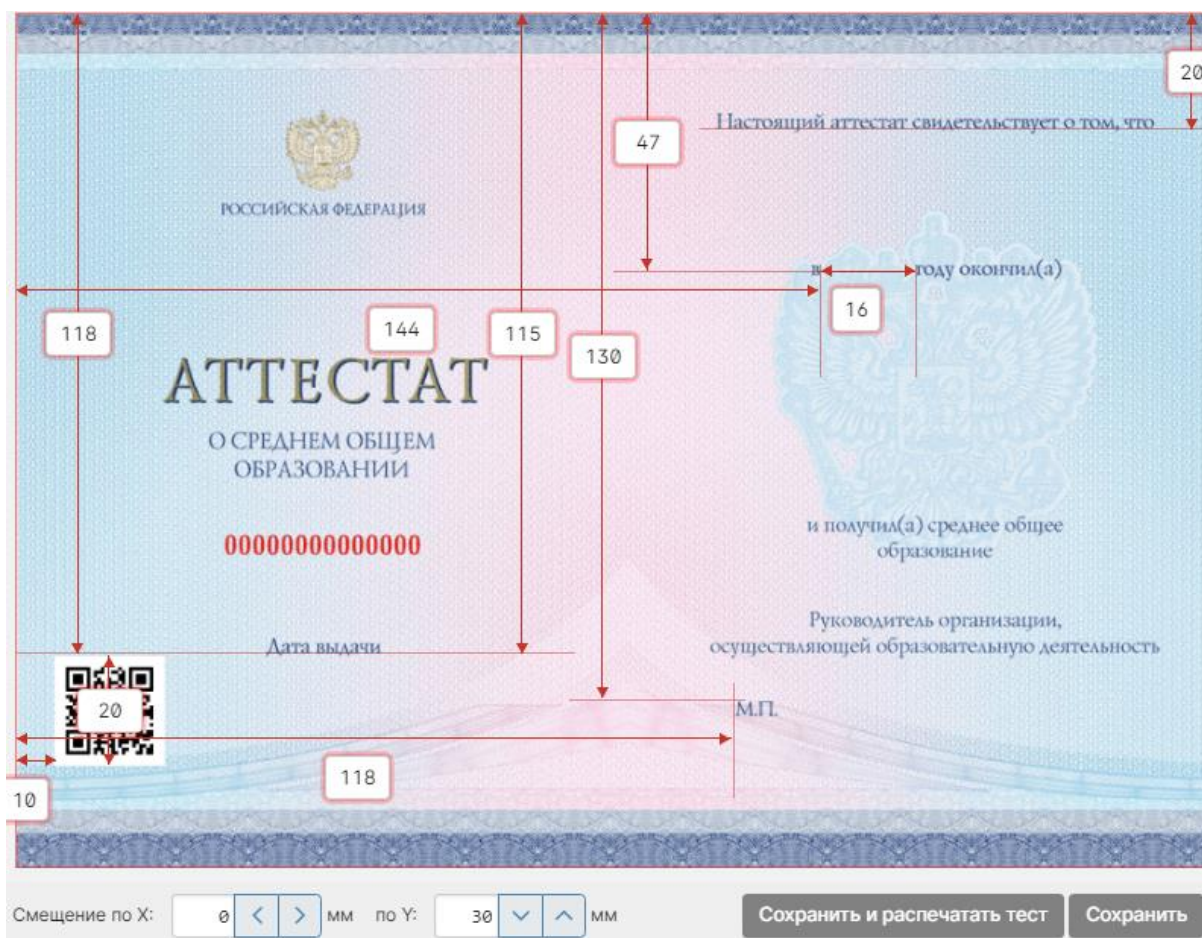 20
Настоящий аттестат свидетельствует о том, что
47
РОССИЙСКАЯ ФЕДЕРАЦИЯ
в
году окончил(а)
16
118
144
115
130
АТТЕСТАТ
О СРЕДНЕМ ОБЩЕМ
ОБРАЗОВАНИИ
00000000000000
и получил(а) среднее общее
образование
Руководитель организации,
осуществляющей образовательную деятельность
Дата выдачи
20
М.П.
118
10
Смещение по X: 0 мм по Y: 30 мм
Сохранить и распечатать тест
Сохранить